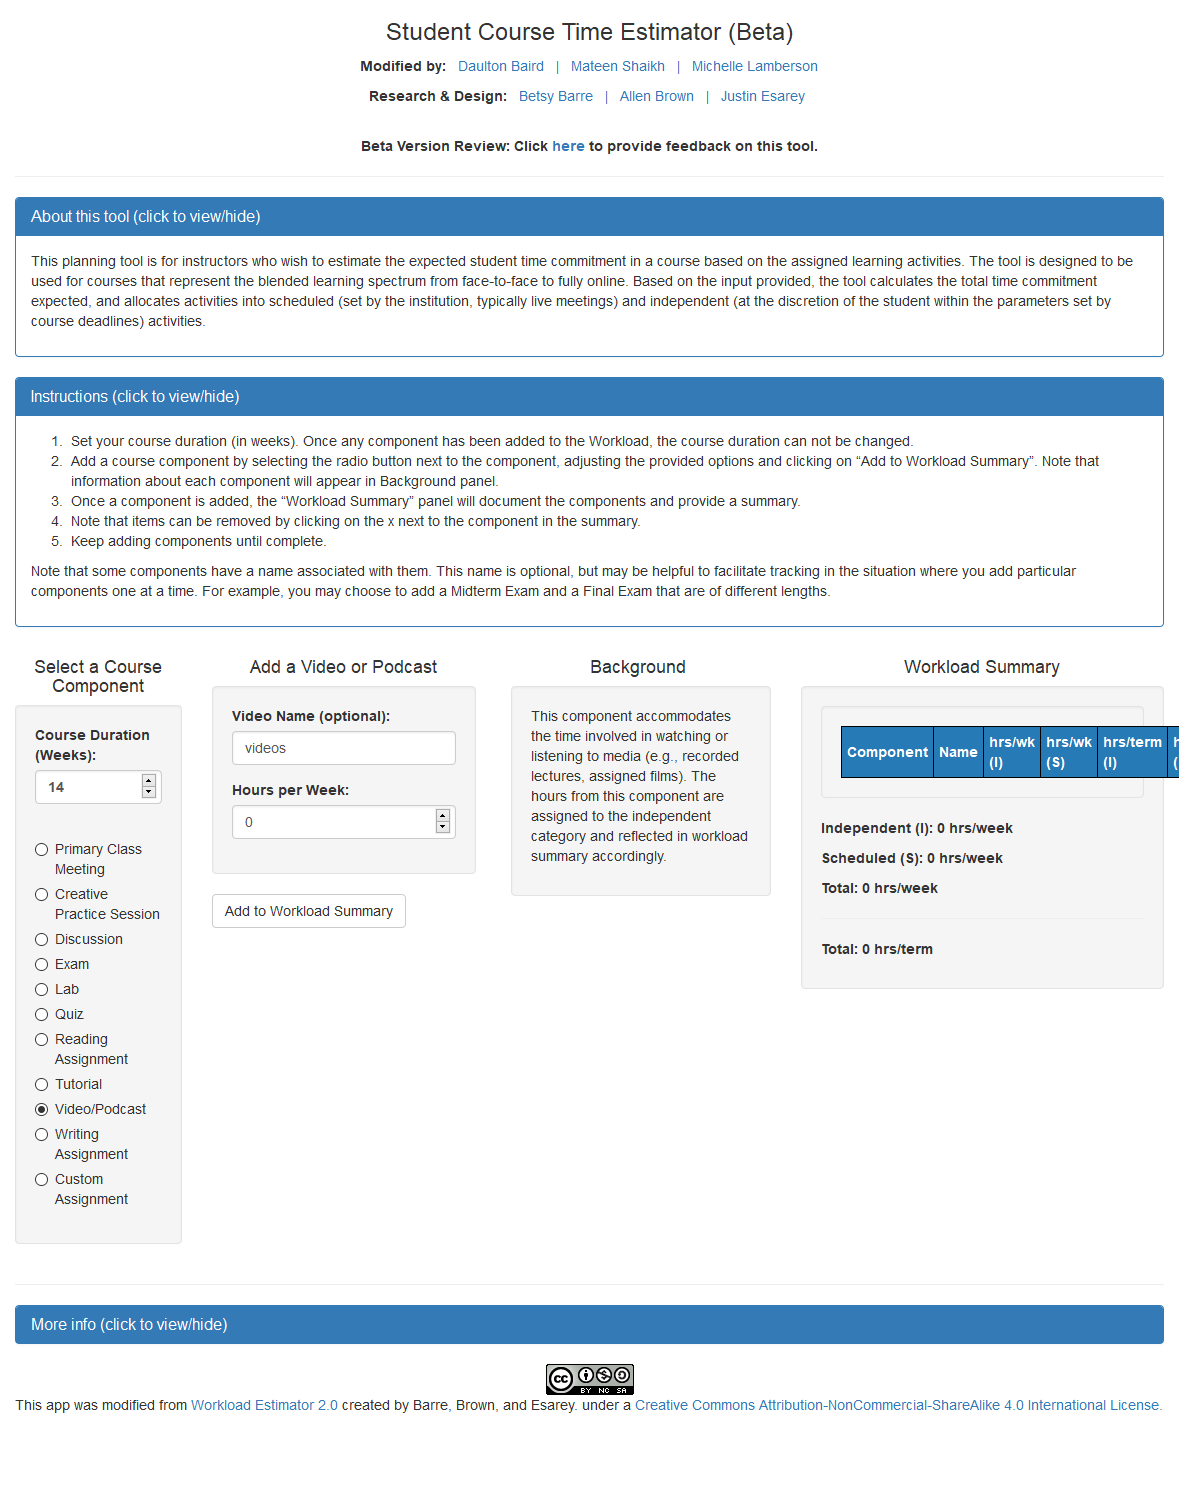 Student Course Time Estimator (Beta)
Modified by: Daulton Baird | Mateen Shaikh | Michelle Lamberson
Research & Design: Betsy Barre | Allen Brown | Justin Esarey
Beta Version Review: Click here to provide feedback on this tool.
About this tool (click to view/hide)
This planning tool is for instructors who wish to estimate the expected student time commitment in a course based on the assigned learning activities. The tool is designed to be
used for courses that represent the blended learning spectrum from face-to-face to fully online. Based on the input provided, the tool calculates the total time commitment
expected, and allocates activities into scheduled (set by the institution, typically live meetings) and independent (at the discretion of the student within the parameters set by
course deadlines) activities.
Instructions (click to view/hide)
1. Set your course duration (in weeks). Once any component has been added to the Workload, the course duration can not be changed.
2. Add a course component by selecting the radio button next to the component, adjusting the provided options and clicking on “Add to Workload Summary”. Note that
information about each component will appear in Background panel.
3. Once a component is added, the “Workload Summary” panel will document the components and provide a summary.
4. Note that items can be removed by clicking on the x next to the component in the summary.
5. Keep adding components until complete.
Note that some components have a name associated with them. This name is optional, but may be helpful to facilitate tracking in the situation where you add particular
components one at a time. For example, you may choose to add a Midterm Exam and a Final Exam that are of different lengths.
Select a Course
Component
Course Duration
(Weeks):
14
Primary Class
Meeting
Creative
Practice Session
Discussion
Exam
Lab
Quiz
Reading
Assignment
Tutorial
Video/Podcast
Writing
Assignment
Custom
Assignment
Add a Video or Podcast
Video Name (optional):
videos
Hours per Week:
0
Add to Workload Summary
Background
This component accommodates
the time involved in watching or
listening to media (e.g., recorded
lectures, assigned films). The
hours from this component are
assigned to the independent
category and reflected in workload
summary accordingly.
Workload Summary
Component Name hrs/wk (I) hrs/wk (S) hrs/term (I) h (
Independent (I): 0 hrs/week
Scheduled (S): 0 hrs/week
Total: 0 hrs/week
Total: 0 hrs/term
More info (click to view/hide)
cc BY NC SA
This app was modified from Workload Estimator 2.0 created by Barre, Brown, and Esarey. under a Creative Commons Attribution-NonCommercial-ShareAlike 4.0 International License.